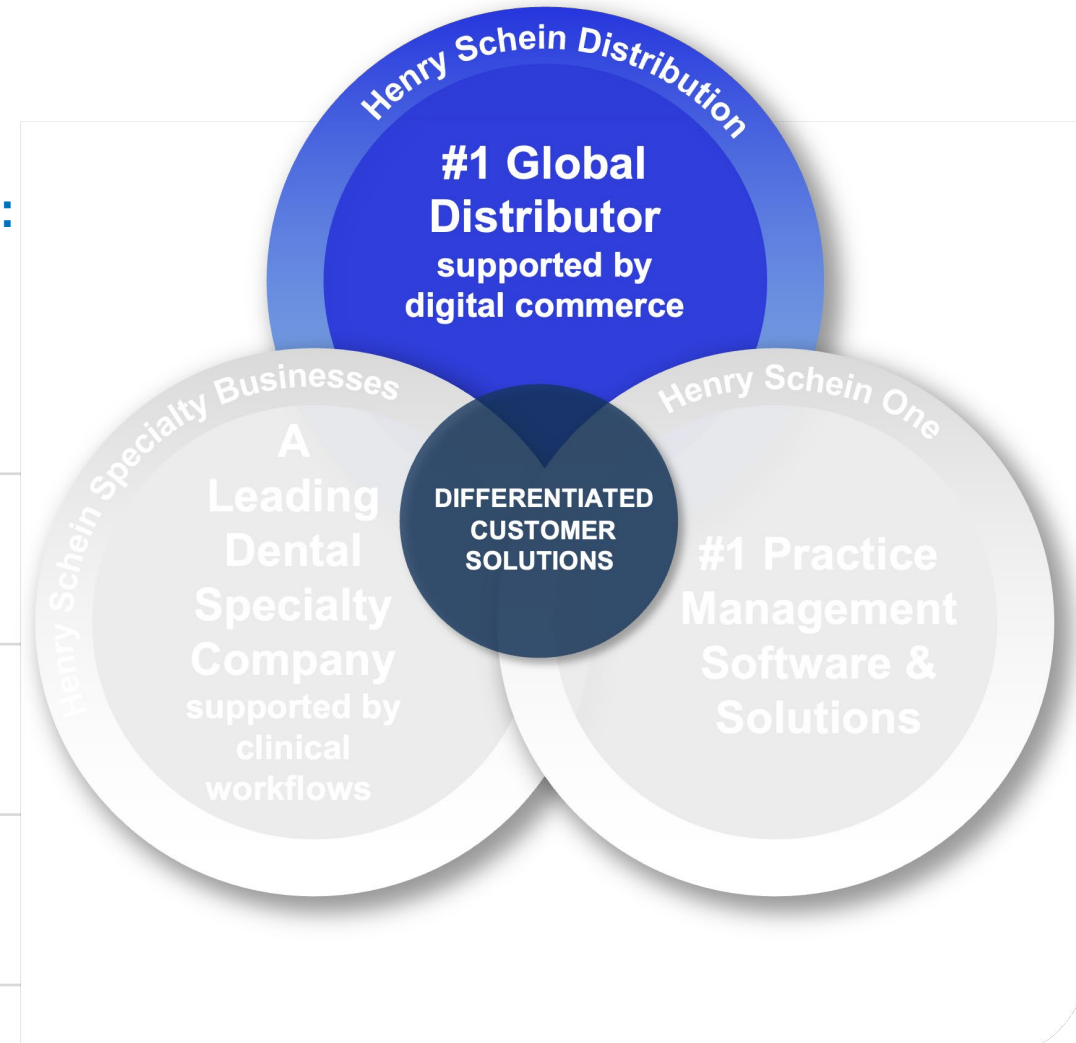 Henry Schein Distribution
#1 Global
Distributor
supported by
digital commerce
:
Henry Schein Specialty Businesses
A
Leading
Dental
Specialty
Company
supported by
clinical
workflows
DIFFERENTIATED
CUSTOMER
SOLUTIONS
Henry Schein One
#1 Practice
Management
Software &
Solutions